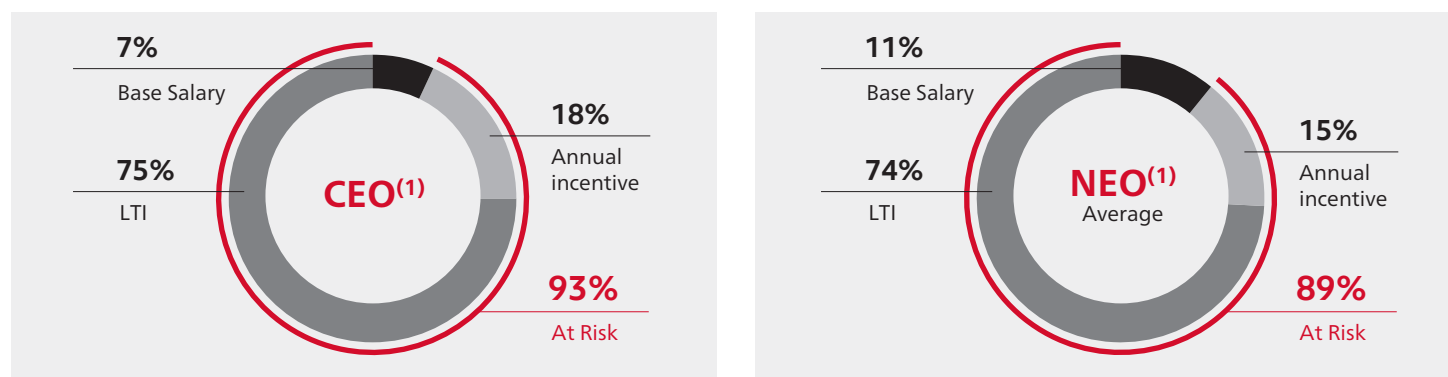 7%
Base Salary
75%
LTI
CEO(1)
18%
Annual
incentive
93%
At Risk
11%
Base Salary
74%
LTI
NEO(1)
Average
15%
Annual
incentive
89%
At Risk